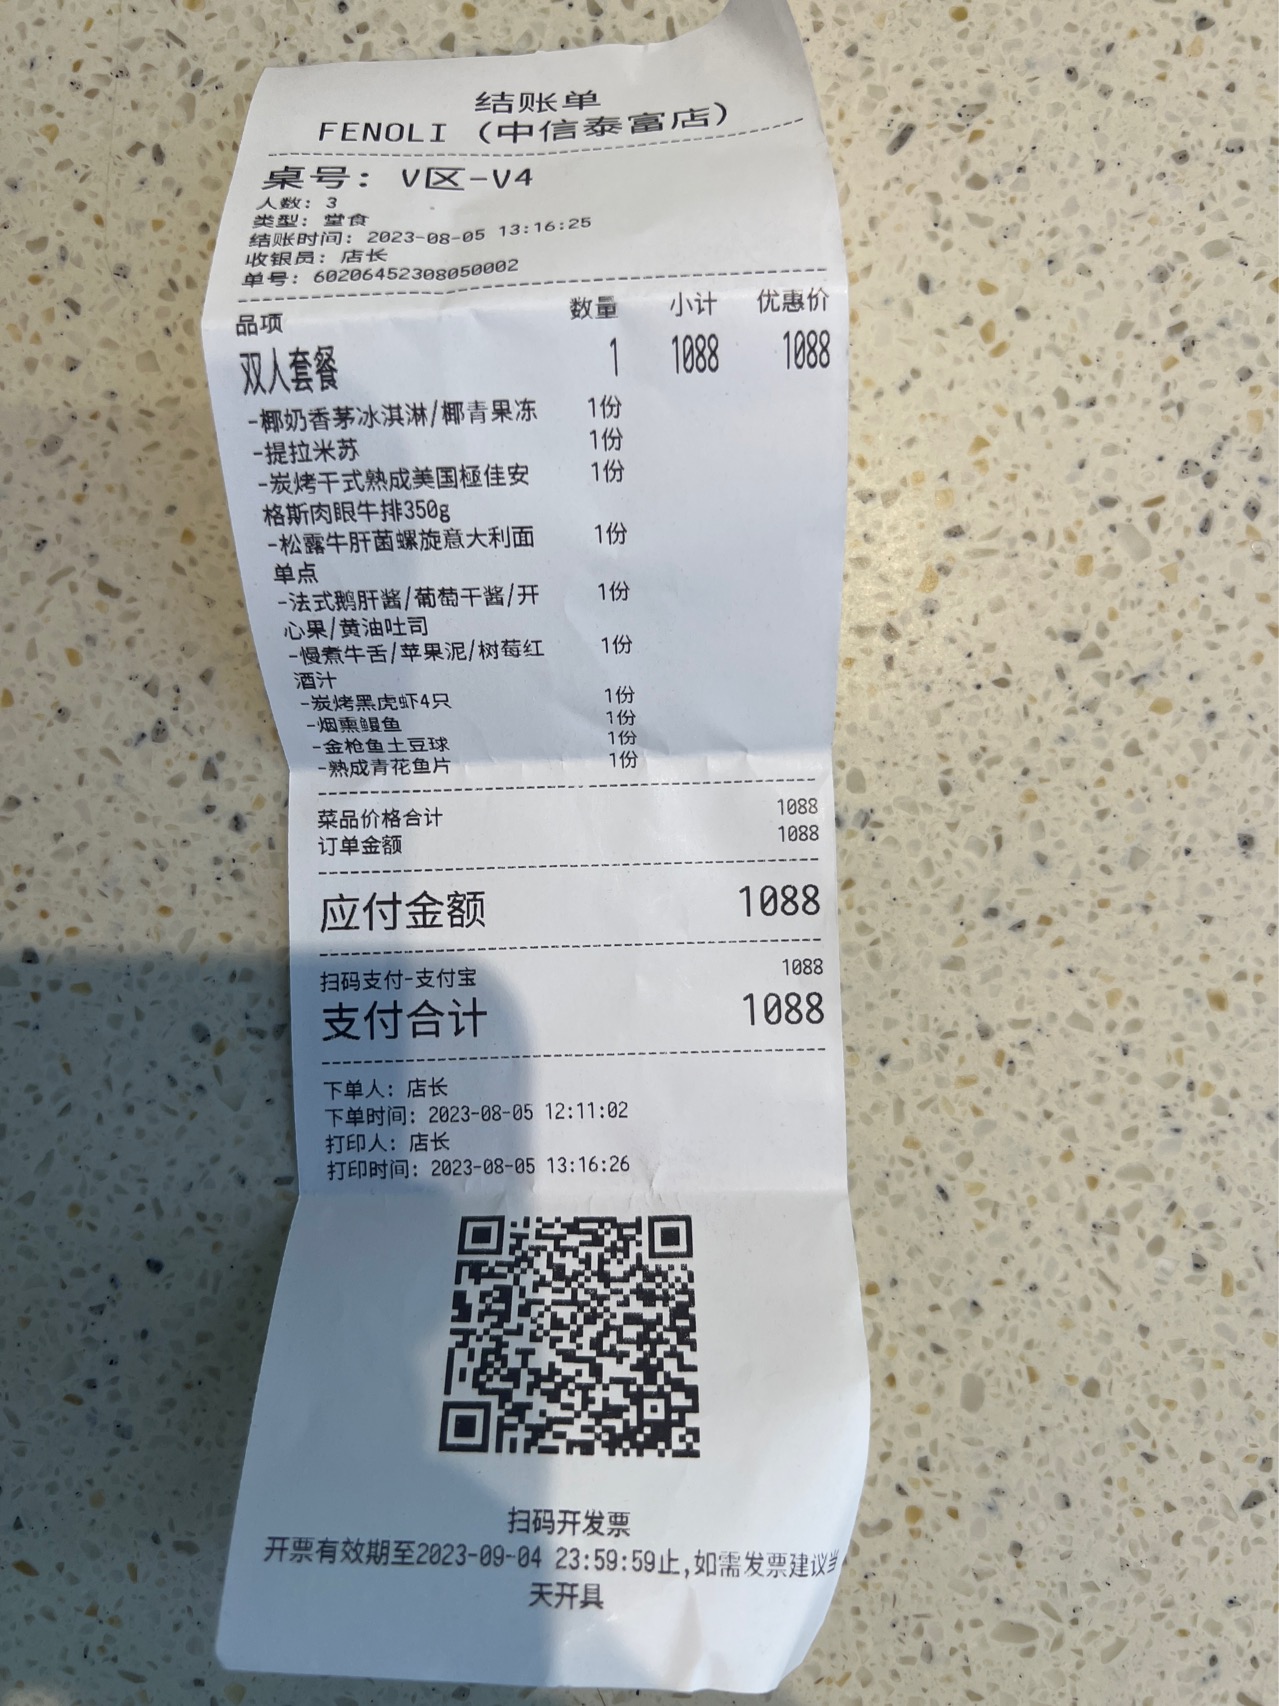 结账单
FENOLI (中信泰富店)
桌号: V区-V4
人数: 3
类型: 堂食
结账时间: 2023-08-05 13:16:25
收银员: 店长
单号: 60206452308050002
品项 数量 小计 优惠价
双人套餐 1 1088 1088
-椰奶香茅冰淇淋/椰青果冻 1份
-提拉米苏 1份
-炭烤干式熟成美国極佳安 1份
格斯肉眼牛排350g
-松露牛肝菌螺旋意大利面 1份
单点
-法式鹅肝酱/葡萄干酱/开 1份
心果/黄油吐司
-慢煮牛舌/苹果泥/树莓红 1份
酒汁
-炭烤黑虎虾4只 1份
-烟熏鳗鱼 1份
-金枪鱼土豆球 1份
-熟成青花鱼片 1份
菜品价格合计 1088
订单金额 1088
应付金额 1088
扫码支付-支付宝 1088
支付合计 1088
下单人: 店长
下单时间: 2023-08-05 12:11:02
打印人: 店长
打印时间: 2023-08-05 13:16:26
扫码开发票
开票有效期至2023-09-04 23:59:59止,如需发票建议当
天开具